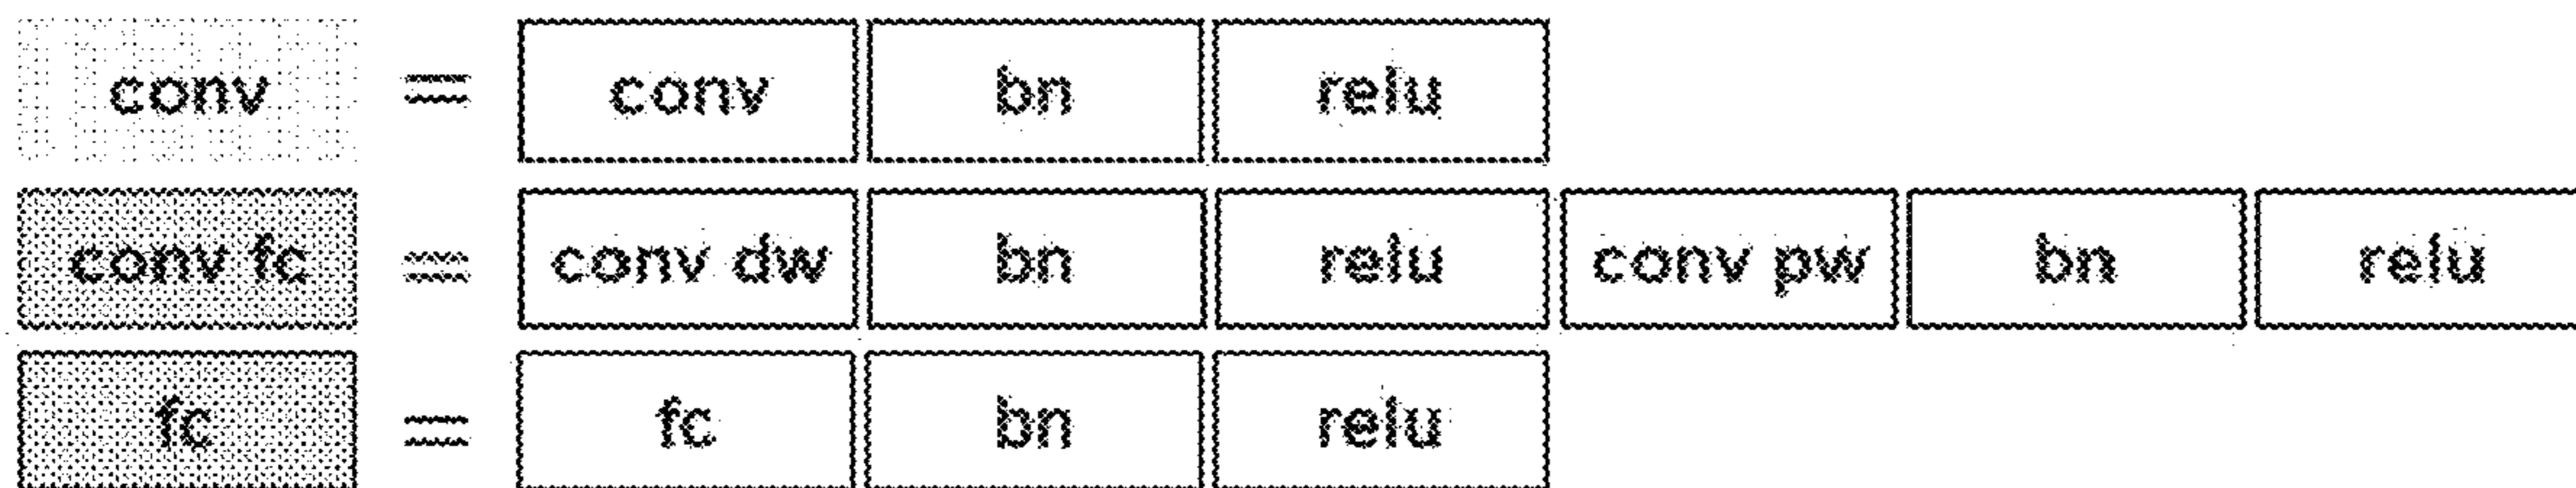 conv = conv bn relu
conv fc = conv dw bn relu conv pw bn relu
fc = fc bn relu